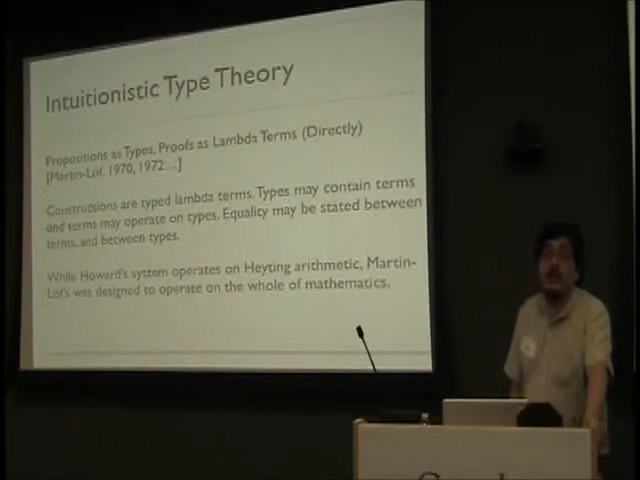 Intuitionistic Type Theory
Propositions as Types, Proofs as Lambda Terms (Directly)
[Martin-Löf. 1970, 1972…]
Constructions are typed lambda terms. Types may contain terms
and terms may operate on types. Equality may be stated between
terms, and between types.
While Howard's system operates on Heyting arithmetic, Martin-
Löf's was designed to operate on the whole of mathematics.